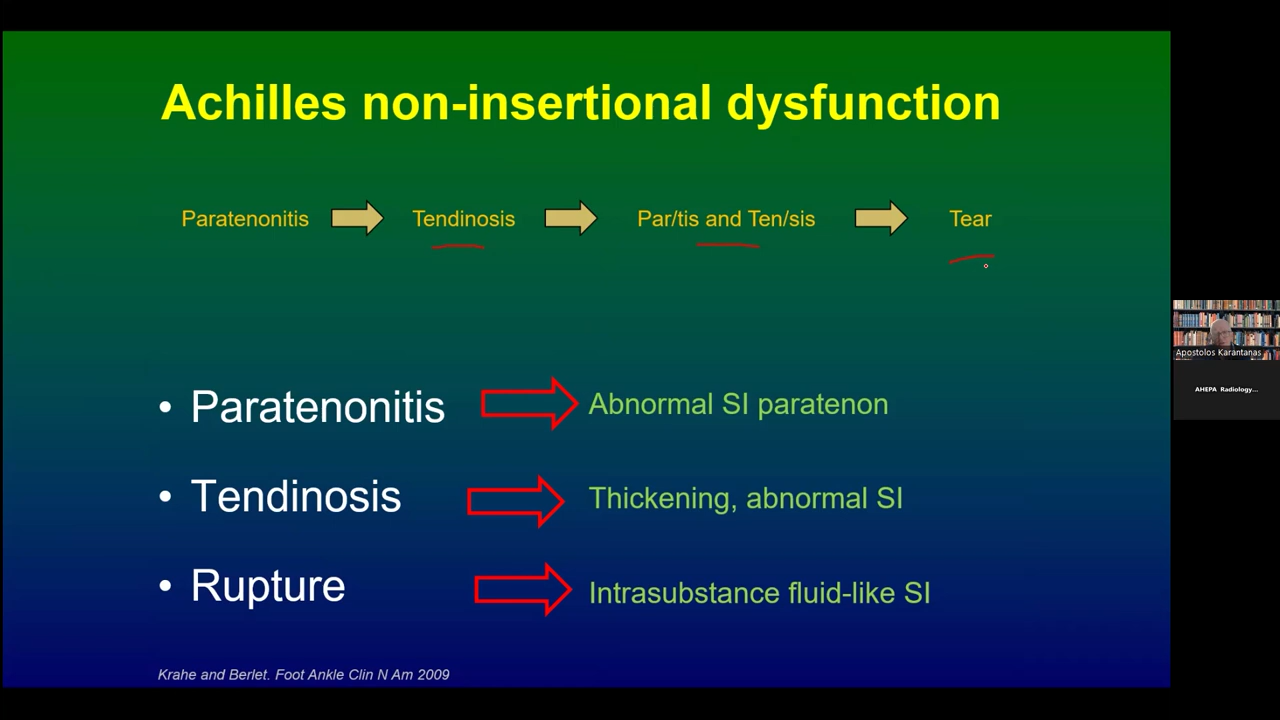 Achilles non-insertional dysfunction
Paratenonitis Tendinosis Par/tis and Ten/sis Tear
• Paratenonitis Abnormal SI paratenon
• Tendinosis Thickening, abnormal SI
• Rupture Intrasubstance fluid-like SI
Krahe and Berlet. Foot Ankle Clin N Am 2009
Apostolos Karantanas
AHEPA Radiology...